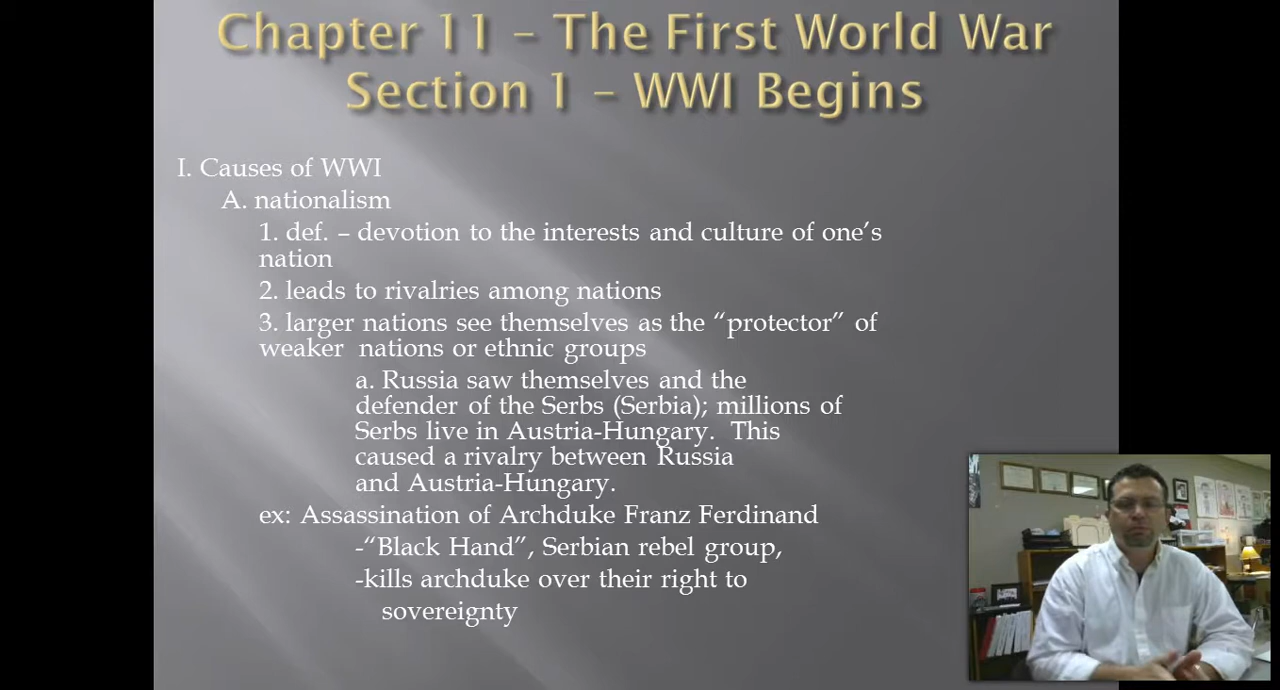 Chapter 11 – The First World War
Section 1 – WWI Begins
I. Causes of WWI
A. nationalism
1. def. – devotion to the interests and culture of one’s
nation
2. leads to rivalries among nations
3. larger nations see themselves as the “protector” of
weaker nations or ethnic groups
a. Russia saw themselves and the
defender of the Serbs (Serbia); millions of
Serbs live in Austria-Hungary. This
caused a rivalry between Russia
and Austria-Hungary.
ex: Assassination of Archduke Franz Ferdinand
-“Black Hand”, Serbian rebel group,
-kills archduke over their right to
sovereignty